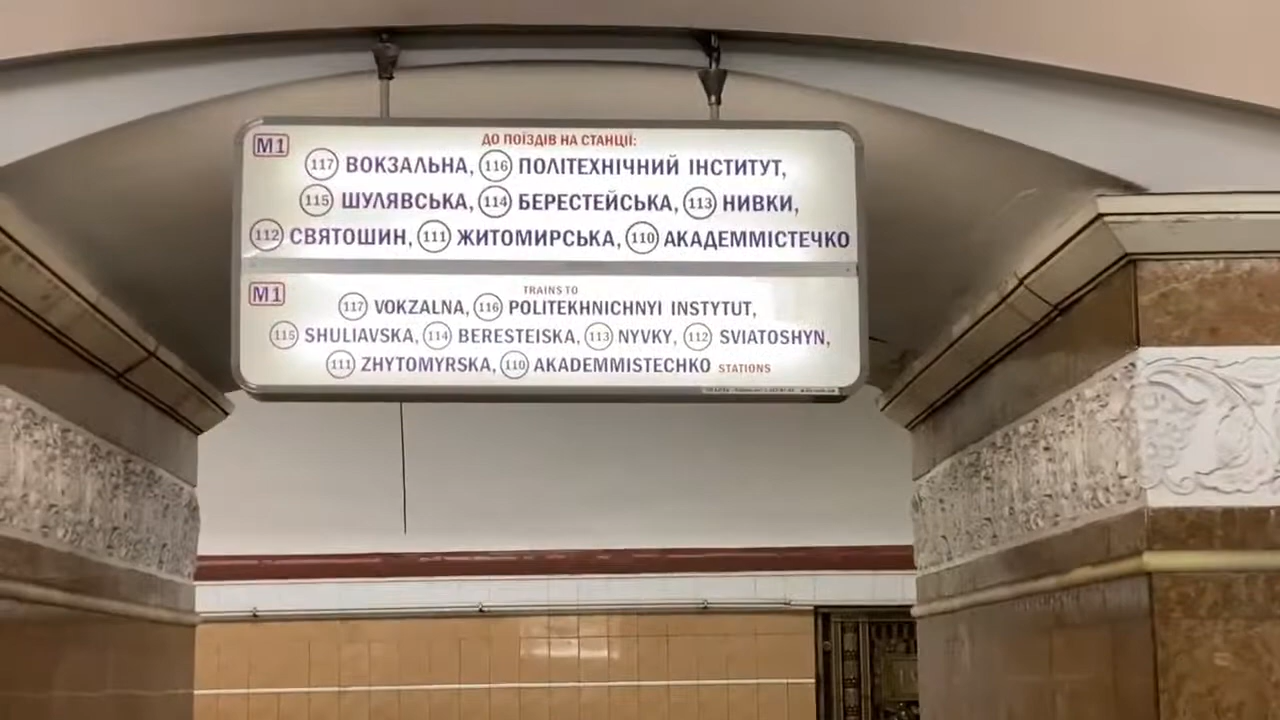 M1
ДО ПОЇЗДІВ НА СТАНЦІЇ:
117 ВОКЗАЛЬНА, 116 ПОЛІТЕХНІЧНИЙ ІНСТИТУТ,
115 ШУЛЯВСЬКА, 114 БЕРЕСТЕЙСЬКА, 113 НИВКИ,
112 СВЯТОШИН, 111 ЖИТОМИРСЬКА, 110 АКАДЕММІСТЕЧКО
M1
TRAINS TO
117 VOKZALNA, 116 POLITEKHNICHNYI INSTYTUT,
115 SHULIAVSKA, 114 BERESTEISKA, 113 NYVKY, 112 SVIATOSHYN,
111 ZHYTOMYRSKA, 110 AKADEMMISTECHKO STATIONS